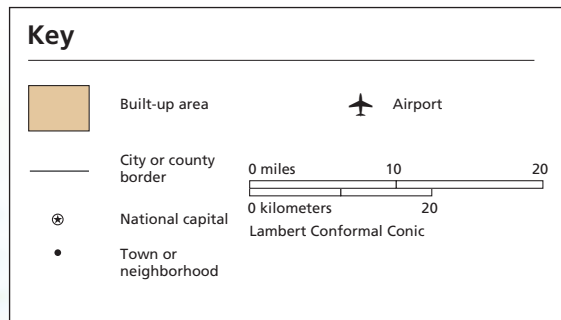 Key
Built-up area
Airport
City or county
border
0 miles 10 20
0 kilometers 20
Lambert Conformal Conic
National capital
Town or
neighborhood